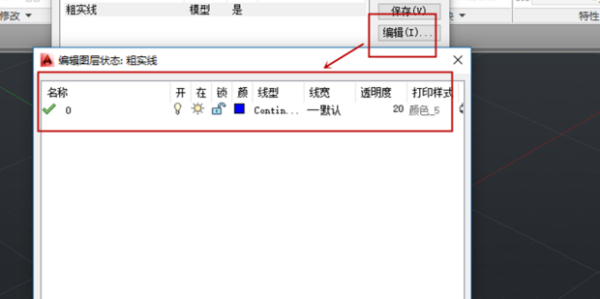 粗实线 模型 是
保存(V)
修改
块
特性
编辑(I)...
编辑图层状态: 粗实线
名称 开 在 锁 颜 线型 线宽 透明度 打印样式
0 Contin... —默认 20 颜色_5